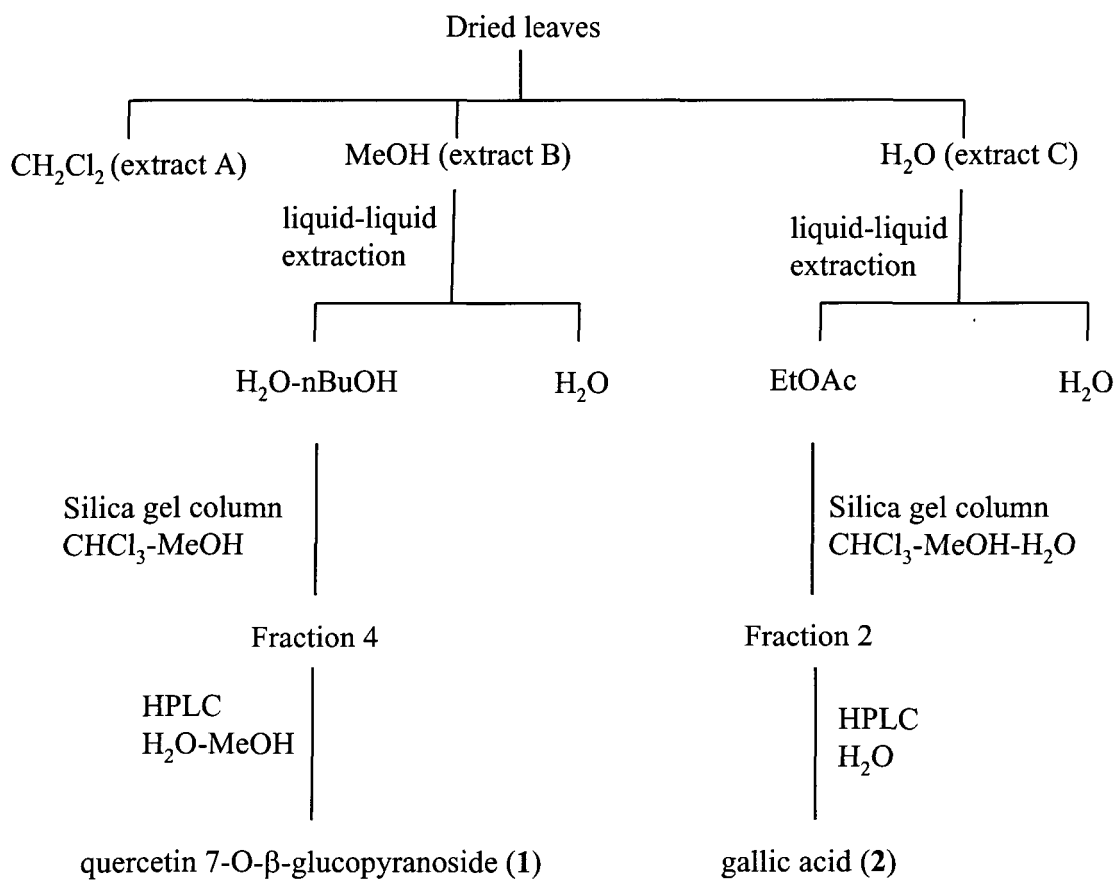 Dried leaves
CH₂Cl₂ (extract A)
MeOH (extract B)
H₂O (extract C)
liquid-liquid
extraction
liquid-liquid
extraction
H₂O-nBuOH
H₂O
EtOAc
H₂O
Silica gel column
CHCl₃-MeOH
Silica gel column
CHCl₃-MeOH-H₂O
Fraction 4
Fraction 2
HPLC
H₂O-MeOH
HPLC
H₂O
quercetin 7-O-β-glucopyranoside (1)
gallic acid (2)